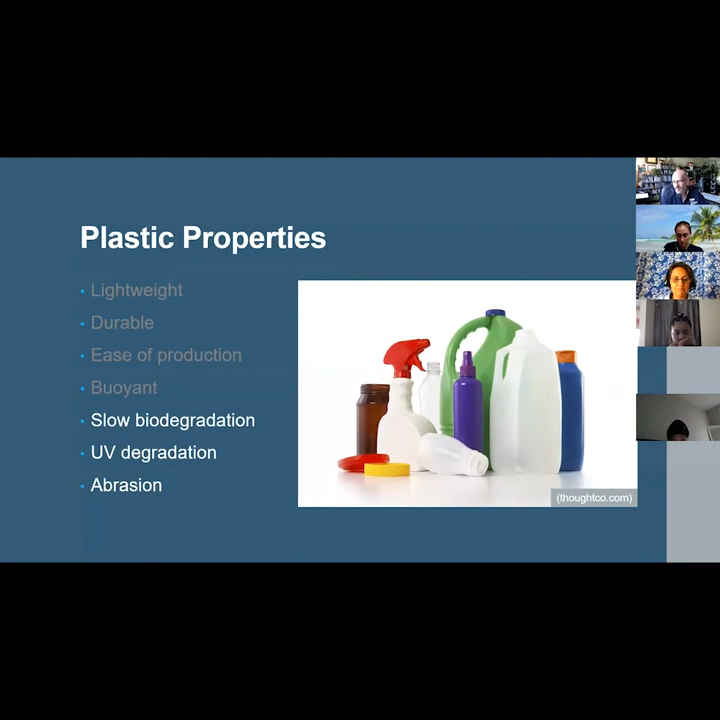 Plastic Properties
Lightweight
Durable
Ease of production
Buoyant
Slow biodegradation
UV degradation
Abrasion
(thoughtco.com)